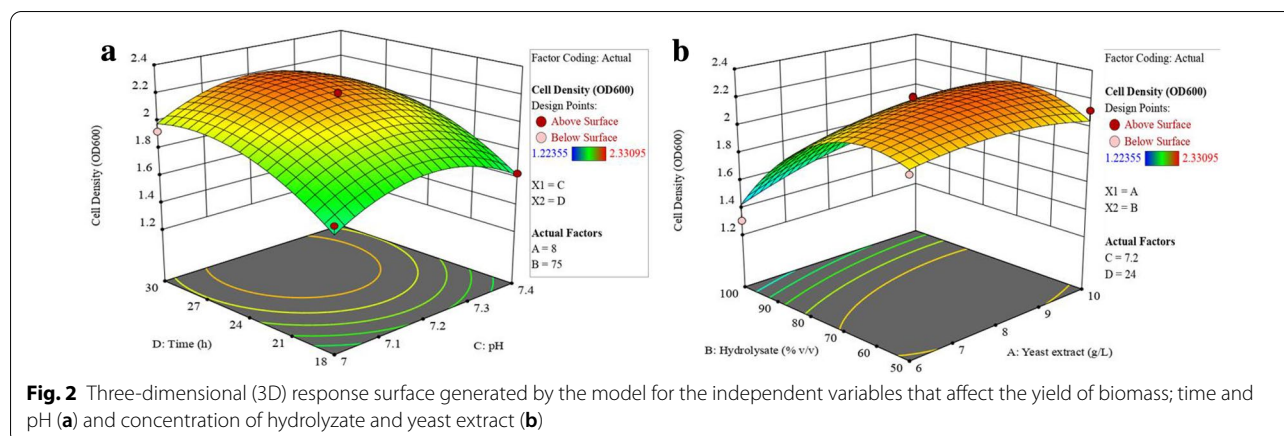 a
2.4
2.2
2
1.8
1.6
1.4
1.2
Cell Density (OD600)
30
27
24
21
18
D: Time (h)
7
7.1
7.2
7.3
7.4
C: pH
Factor Coding: Actual
Cell Density (OD600)
Design Points:
Above Surface
Below Surface
1.22355 2.33095
X1 = C
X2 = D
Actual Factors
A = 8
B = 75
b
2.4
2.2
2
1.8
1.6
1.4
1.2
Cell Density (OD600)
100
90
80
70
60
50
B: Hydrolysate (% v/v)
6
7
8
9
10
A: Yeast extract (g/L)
Factor Coding: Actual
Cell Density (OD600)
Design Points:
Above Surface
Below Surface
1.22355 2.33095
X1 = A
X2 = B
Actual Factors
C = 7.2
D = 24
Fig. 2 Three-dimensional (3D) response surface generated by the model for the independent variables that affect the yield of biomass; time and
pH (a) and concentration of hydrolyzate and yeast extract (b)